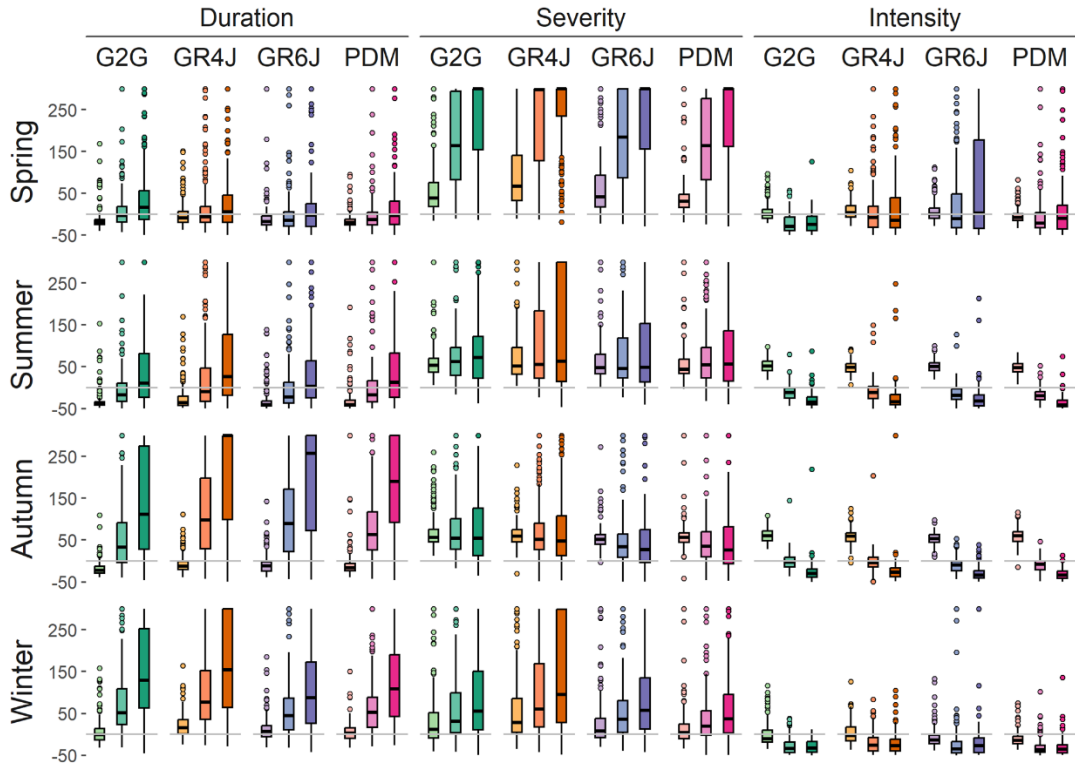 Duration Severity Intensity
G2G GR4J GR6J PDM G2G GR4J GR6J PDM G2G GR4J GR6J PDM
Spring
250
150
50
-50
Summer
250
150
50
-50
Autumn
250
150
50
-50
Winter
250
150
50
-50